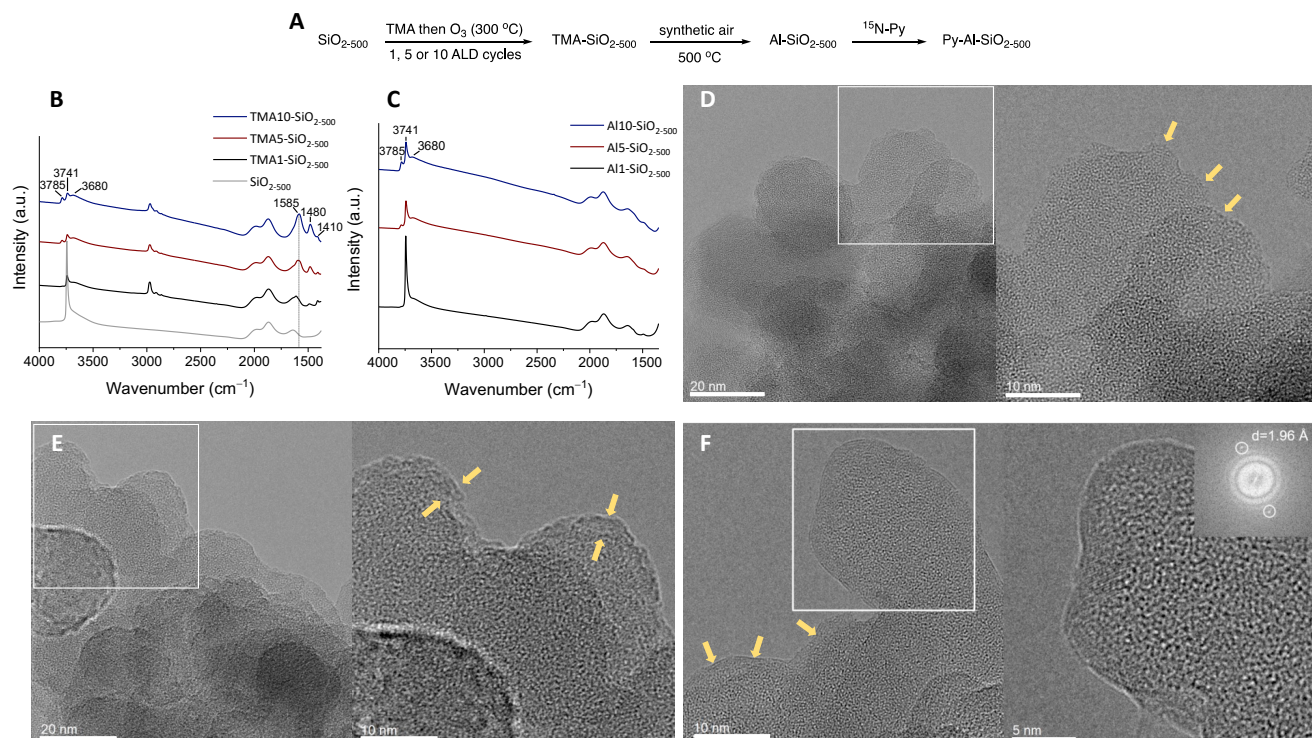 A
SiO2-500 TMA then O3 (300 °C) TMA-SiO2-500 synthetic air Al-SiO2-500 15N-Py Py-Al-SiO2-500
1, 5 or 10 ALD cycles 500 °C
B
TMA10-SiO2-500
TMA5-SiO2-500
TMA1-SiO2-500
SiO2-500
3741
3785 3680
1585 1480
1410
Intensity (a.u.)
4000 3500 3000 2500 2000 1500
Wavenumber (cm−1)
C
Al10-SiO2-500
Al5-SiO2-500
Al1-SiO2-500
3741
3785 3680
Intensity (a.u.)
4000 3500 3000 2500 2000 1500
Wavenumber (cm−1)
D
20 nm 10 nm
E
20 nm 10 nm
F
d=1.96 Å
10 nm 5 nm